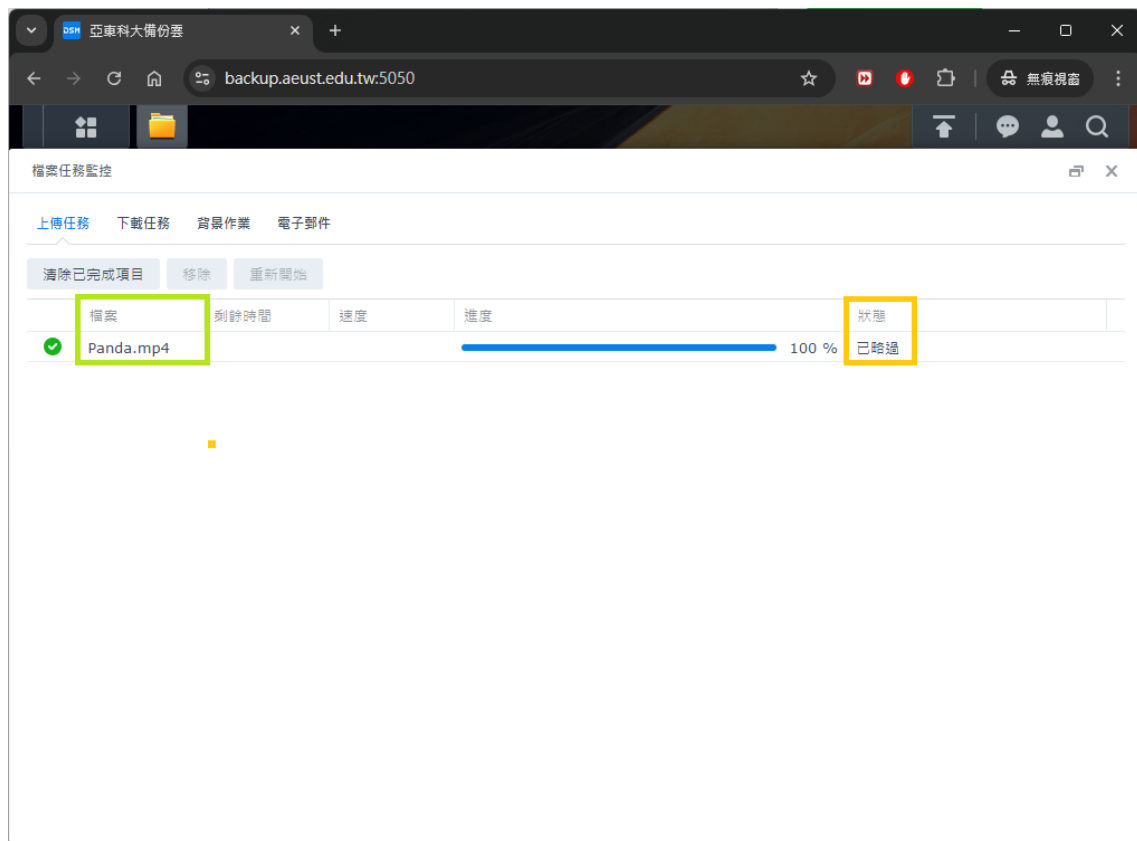 DSM 亞東科大備份雲
backup.aeust.edu.tw:5050
無痕視窗
檔案任務監控
上傳任務 下載任務 背景作業 電子郵件
清除已完成項目 移除 重新開始
檔案 剩餘時間 速度 進度 狀態
Panda.mp4 100 % 已略過